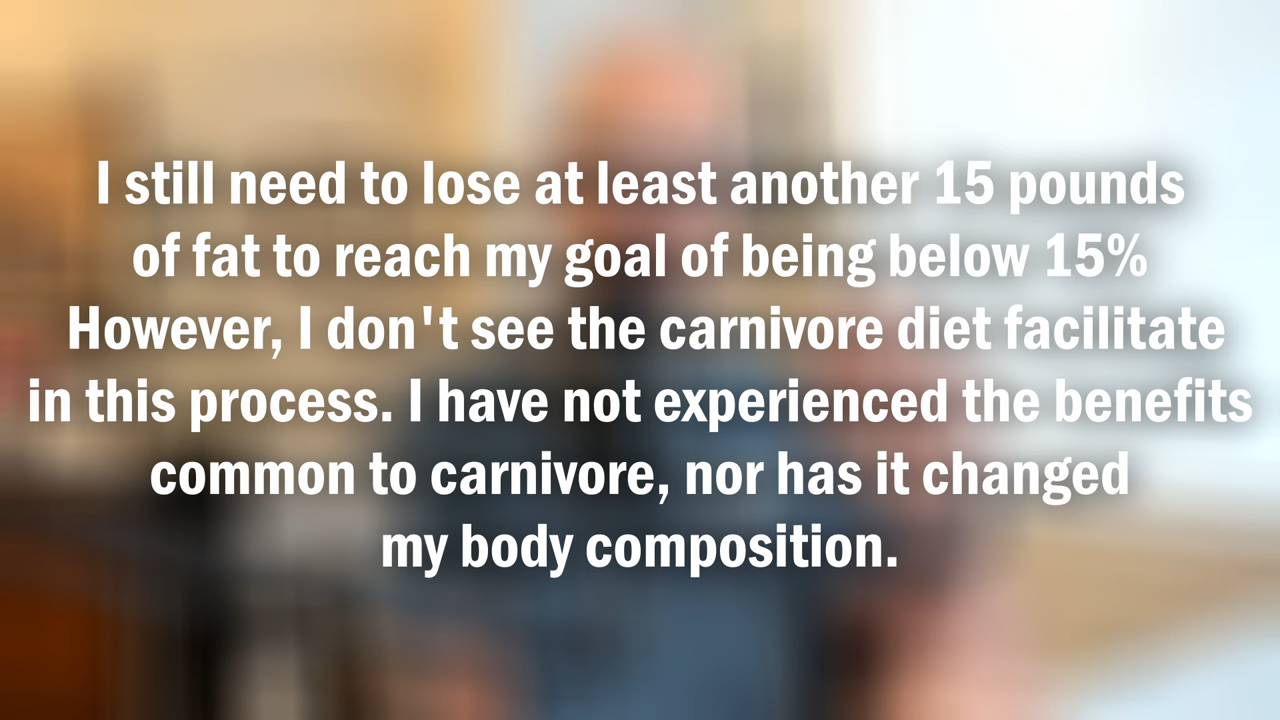 I still need to lose at least another 15 pounds
of fat to reach my goal of being below 15%
However, I don't see the carnivore diet facilitate
in this process. I have not experienced the benefits
common to carnivore, nor has it changed
my body composition.